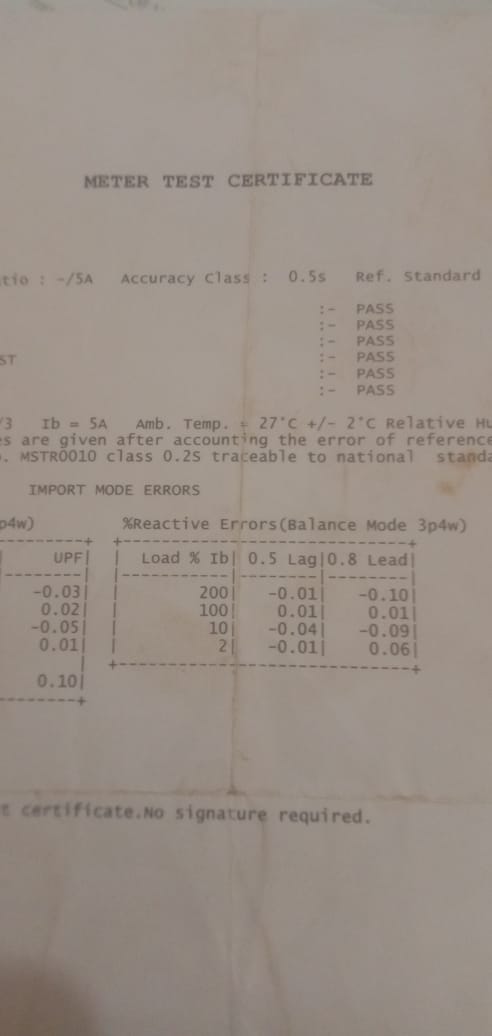 METER TEST CERTIFICATE
tio : -/5A Accuracy Class : 0.5s Ref. Standard
:- PASS
:- PASS
:- PASS
ST :- PASS
:- PASS
:- PASS
/3 Ib = 5A Amb. Temp. = 27°C +/- 2°C Relative Hu
es are given after accounting the error of reference
. MSTR0010 class 0.2S traceable to national standa
IMPORT MODE ERRORS
p4w) %Reactive Errors(Balance Mode 3p4w)
UPF| | Load % Ib| 0.5 Lag|0.8 Lead|
-0.03| | 200| -0.01| -0.10|
0.02| | 100| 0.01| 0.01|
-0.05| | 10| -0.04| -0.09|
0.01| | 2| -0.01| 0.06|
0.10|
t certificate.No signature required.